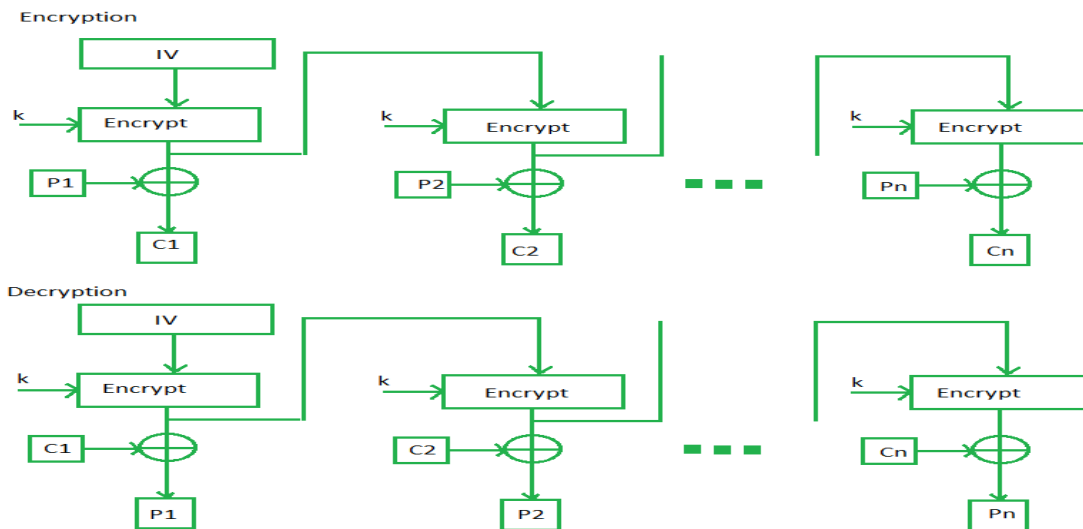 Encryption
IV
k Encrypt k Encrypt k Encrypt
P1 P2 Pn
C1 C2 Cn
Decryption
IV
k Encrypt k Encrypt k Encrypt
C1 C2 Cn
P1 P2 Pn